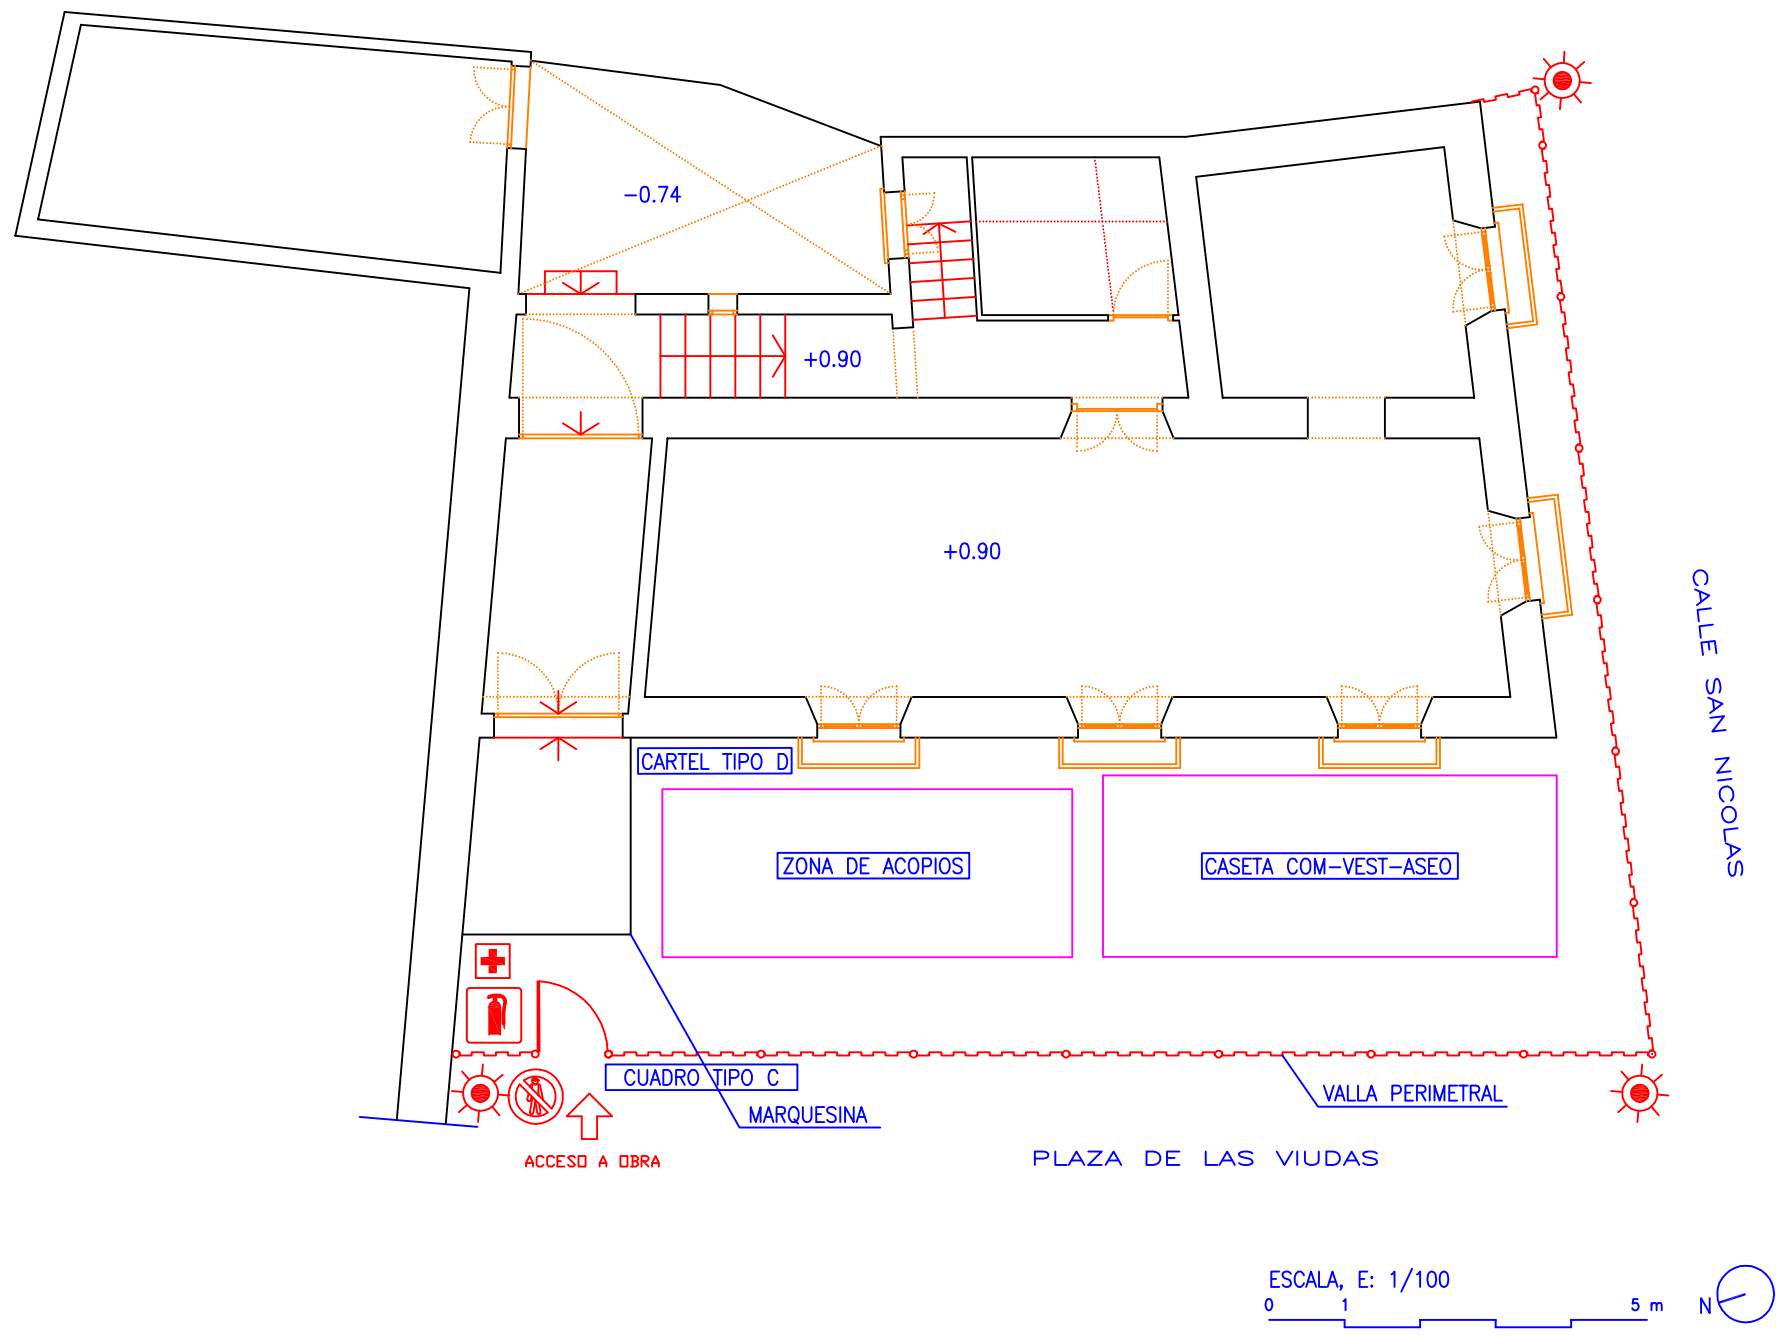 -0.74
+0.90
+0.90
CALLE SAN NICOLAS
CARTEL TIPO D
ZONA DE ACOPIOS
CASETA COM-VEST-ASEO
CUADRO TIPO C
MARQUESINA
VALLA PERIMETRAL
ACCESO A OBRA
PLAZA DE LAS VIUDAS
ESCALA, E: 1/100
0 1 5 m
N